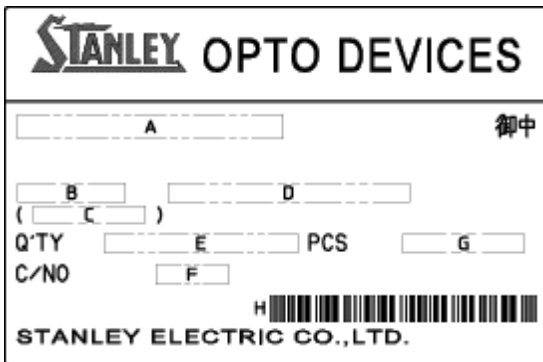 STANLEY OPTO DEVICES
A 御中
B D
( C )
Q'TY E PCS G
C/NO F
H
STANLEY ELECTRIC CO.,LTD.